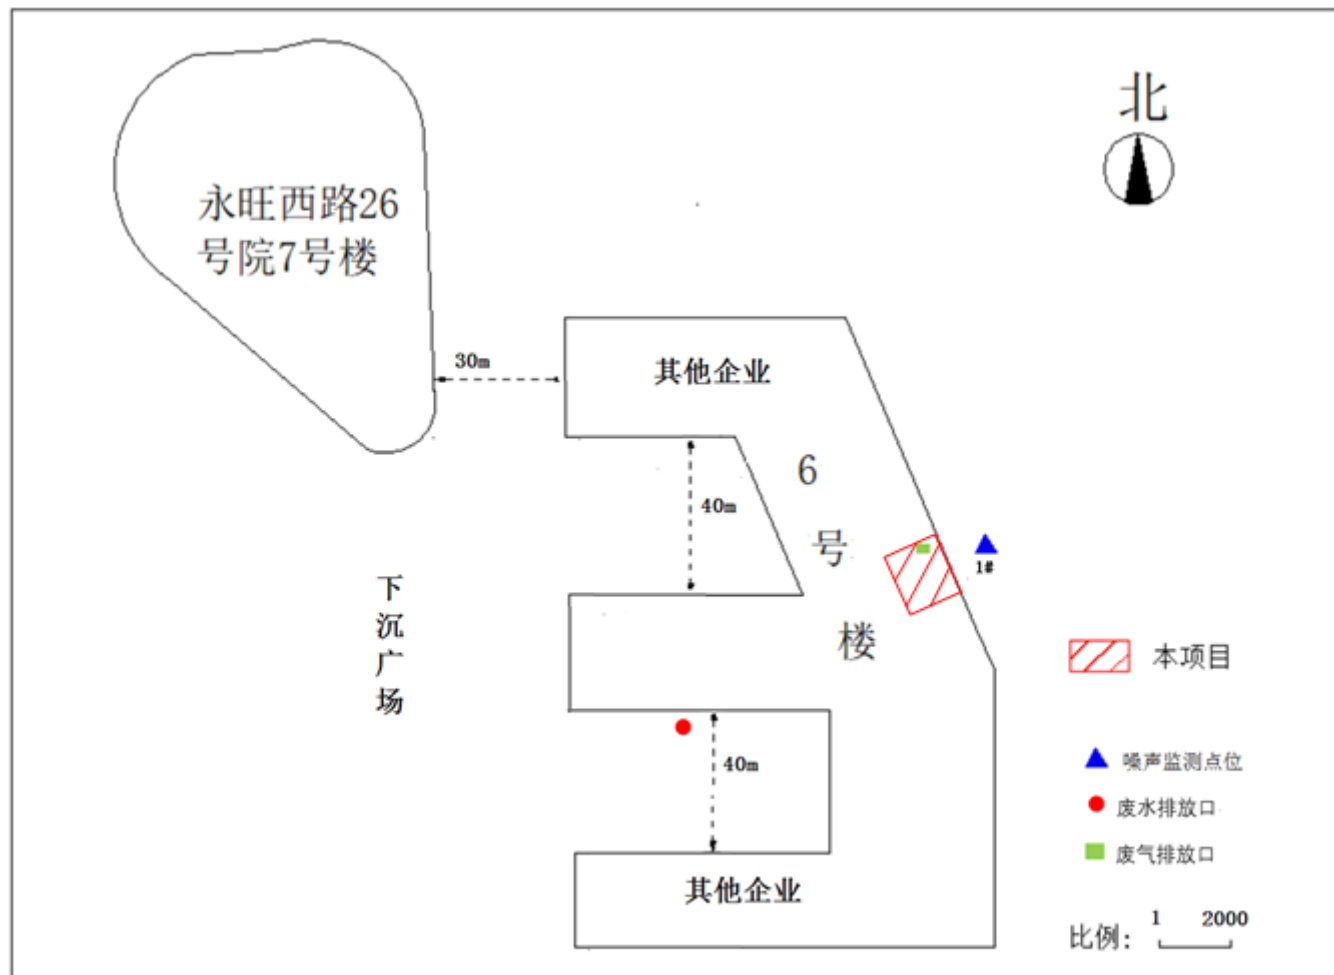 北
永旺西路26
号院7号楼
30m
其他企业
6
号
楼
40m
1#
下
沉
广
场
本项目
40m
噪声监测点位
废水排放口
废气排放口
其他企业
比例：
1 2000